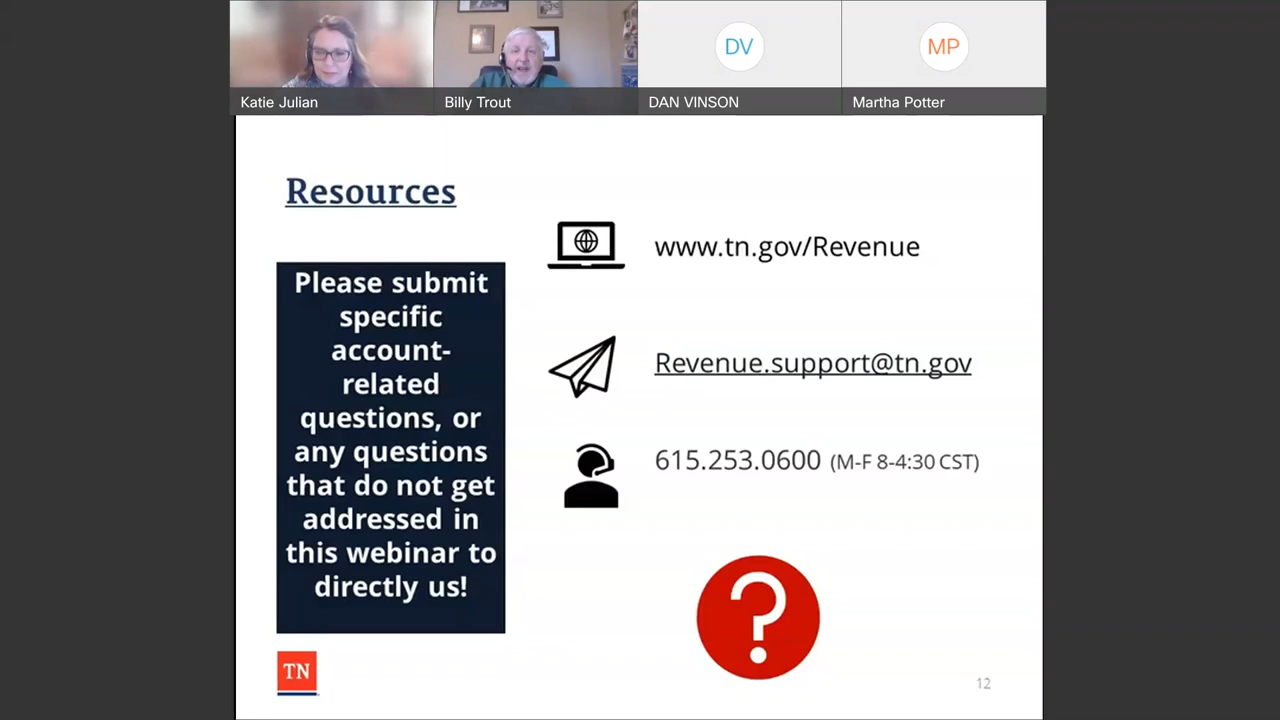 DV
MP
Katie Julian
Billy Trout
DAN VINSON
Martha Potter
Resources
Please submit
specific
account-
related
questions, or
any questions
that do not get
addressed in
this webinar to
directly us!
www.tn.gov/Revenue
Revenue.support@tn.gov
615.253.0600 (M-F 8-4:30 CST)
?
TN
12